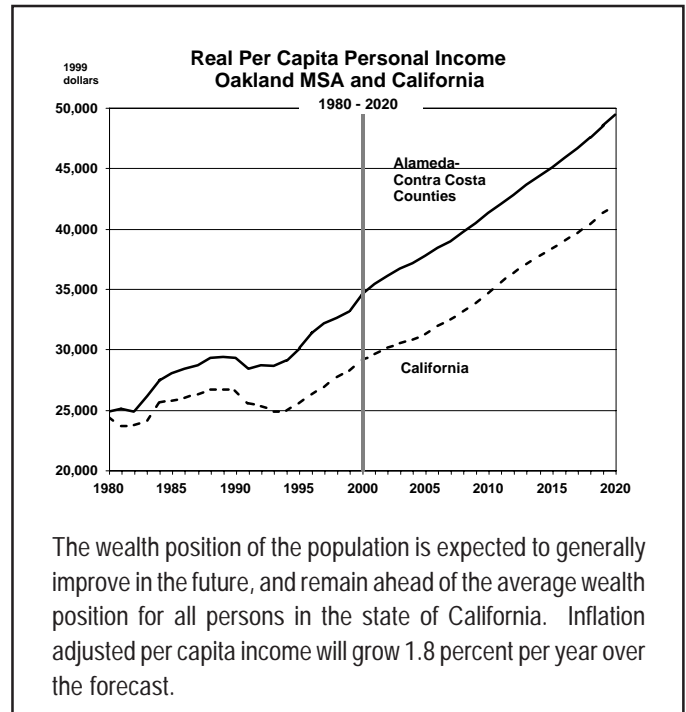 Real Per Capita Personal Income
Oakland MSA and California
1980 - 2020
1999
dollars
50,000
45,000
40,000
35,000
30,000
25,000
20,000
Alameda-
Contra Costa
Counties
California
1980 1985 1990 1995 2000 2005 2010 2015 2020
The wealth position of the population is expected to generally
improve in the future, and remain ahead of the average wealth
position for all persons in the state of California. Inflation
adjusted per capita income will grow 1.8 percent per year over
the forecast.